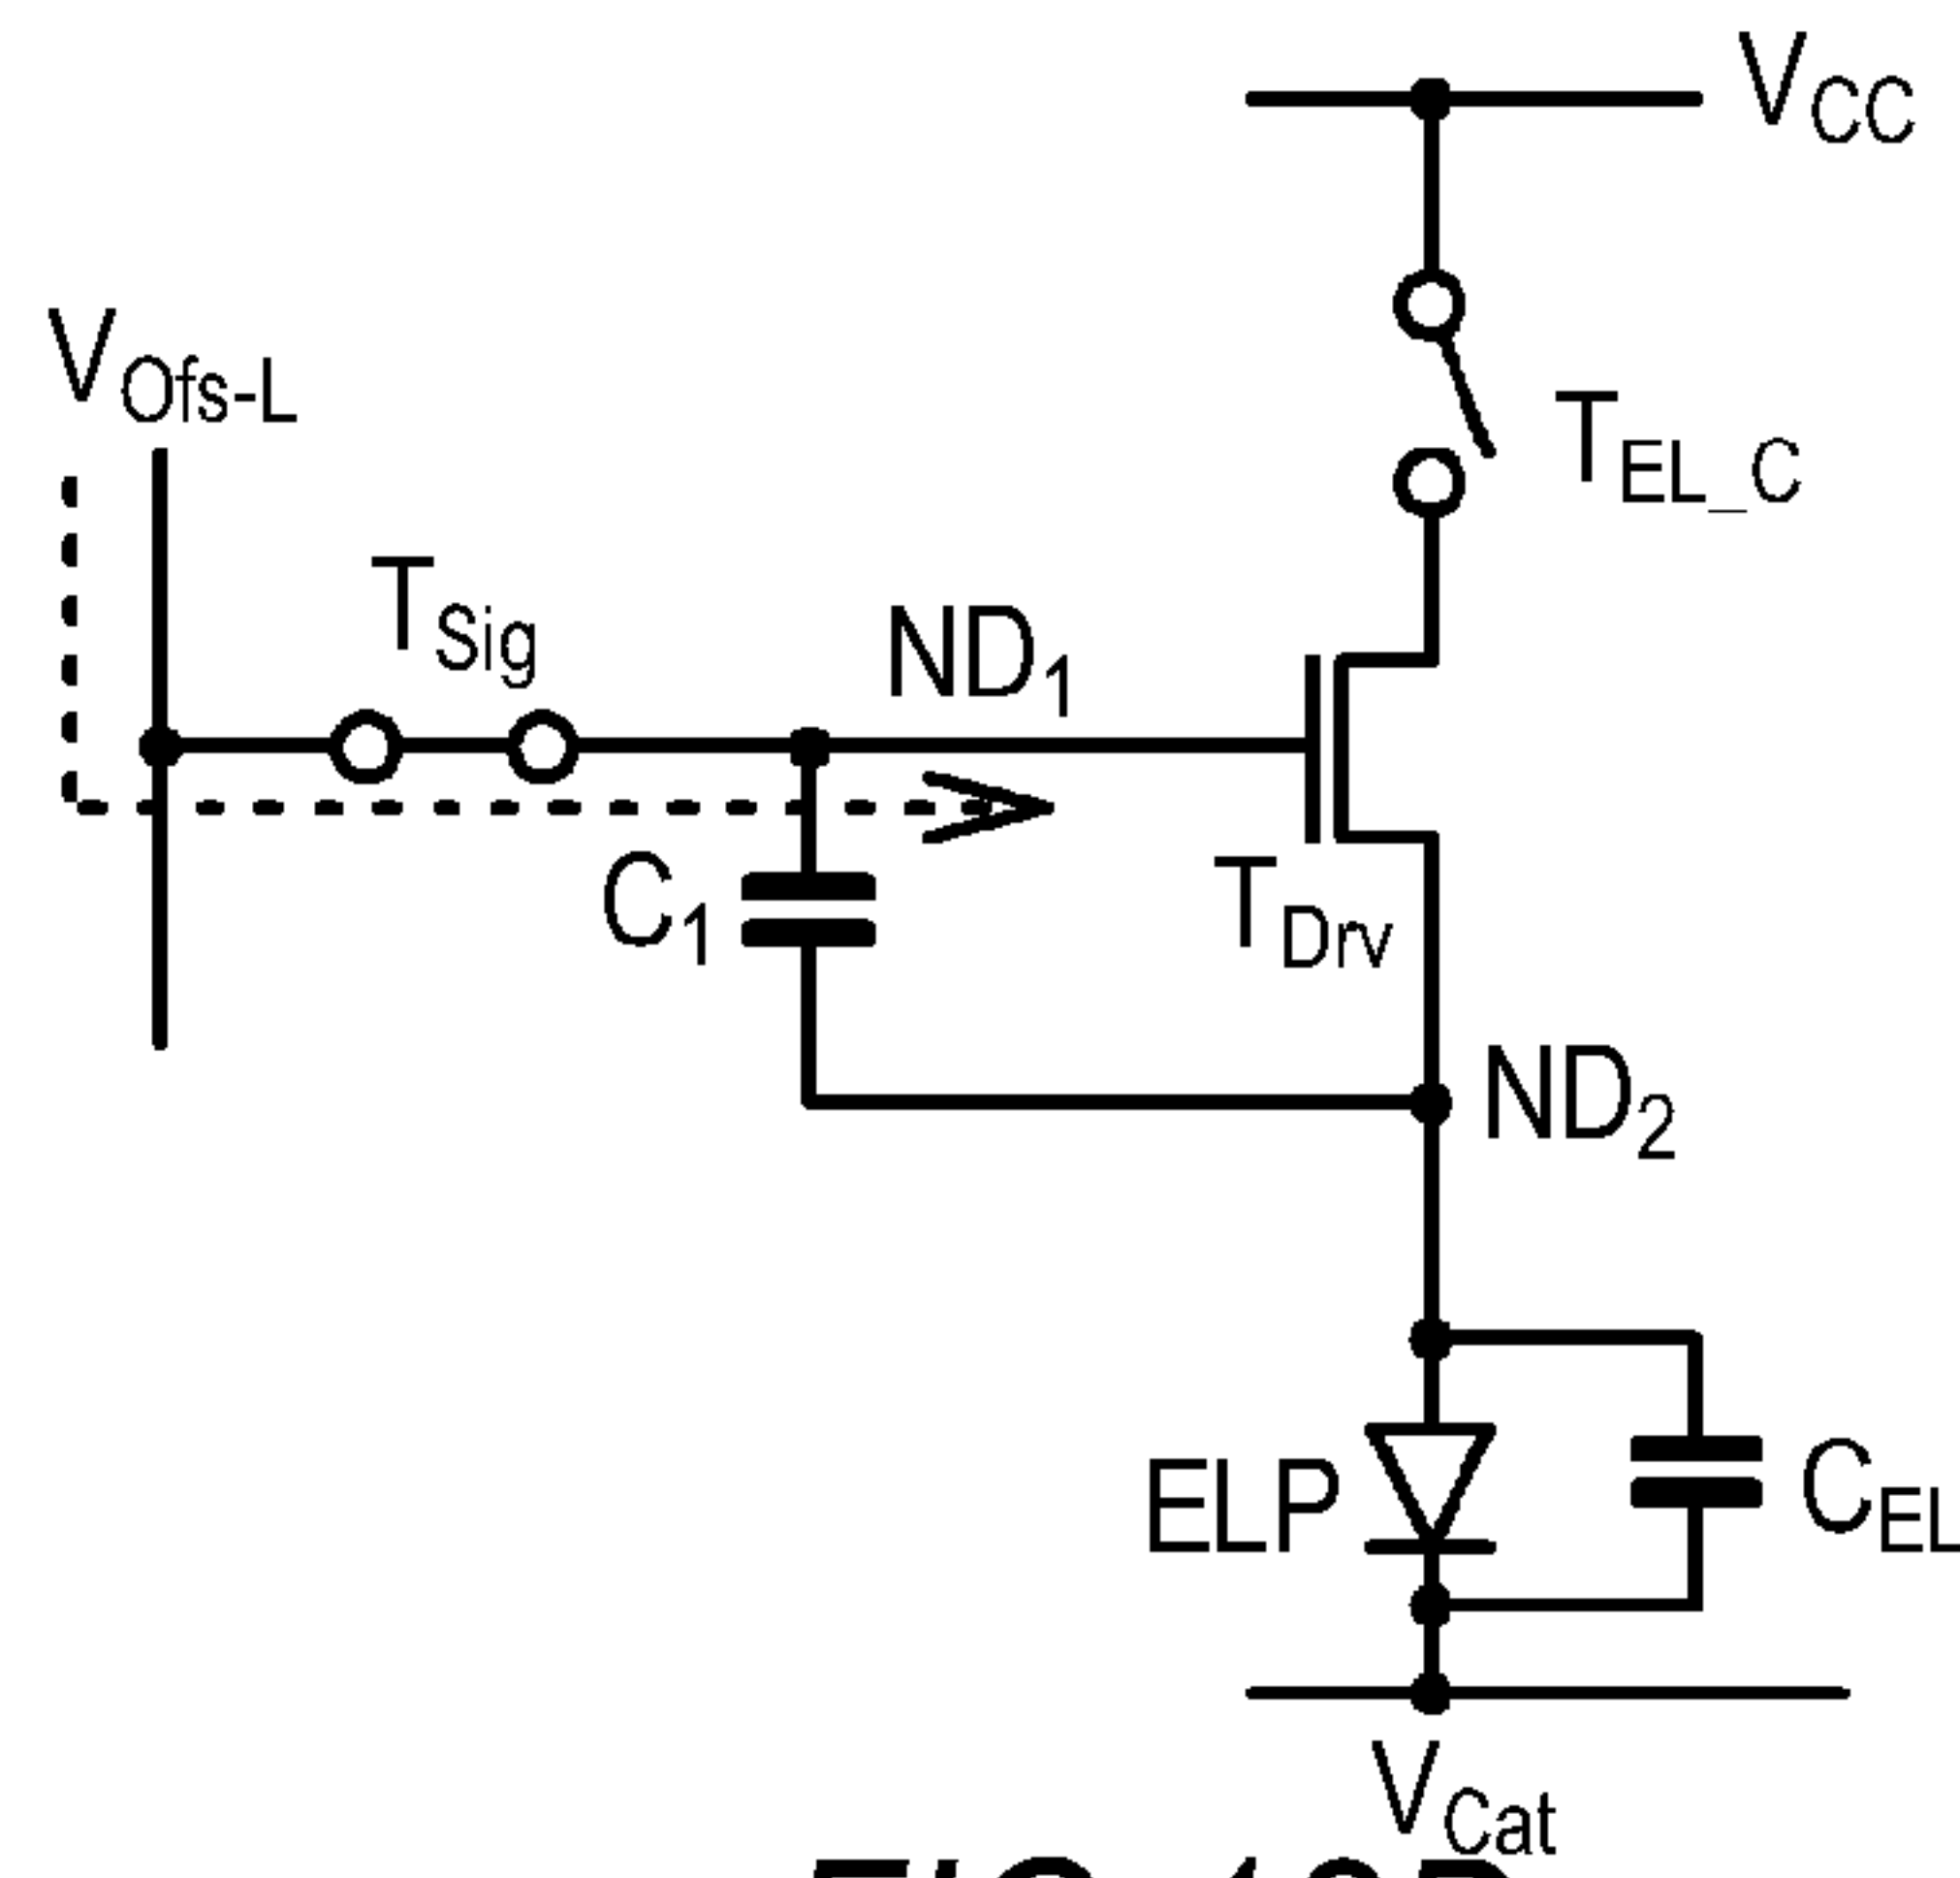 VCC
VOfs-L
TEL_C
TSig
ND1
C1
TDrv
ND2
ELP
CEL
VCat